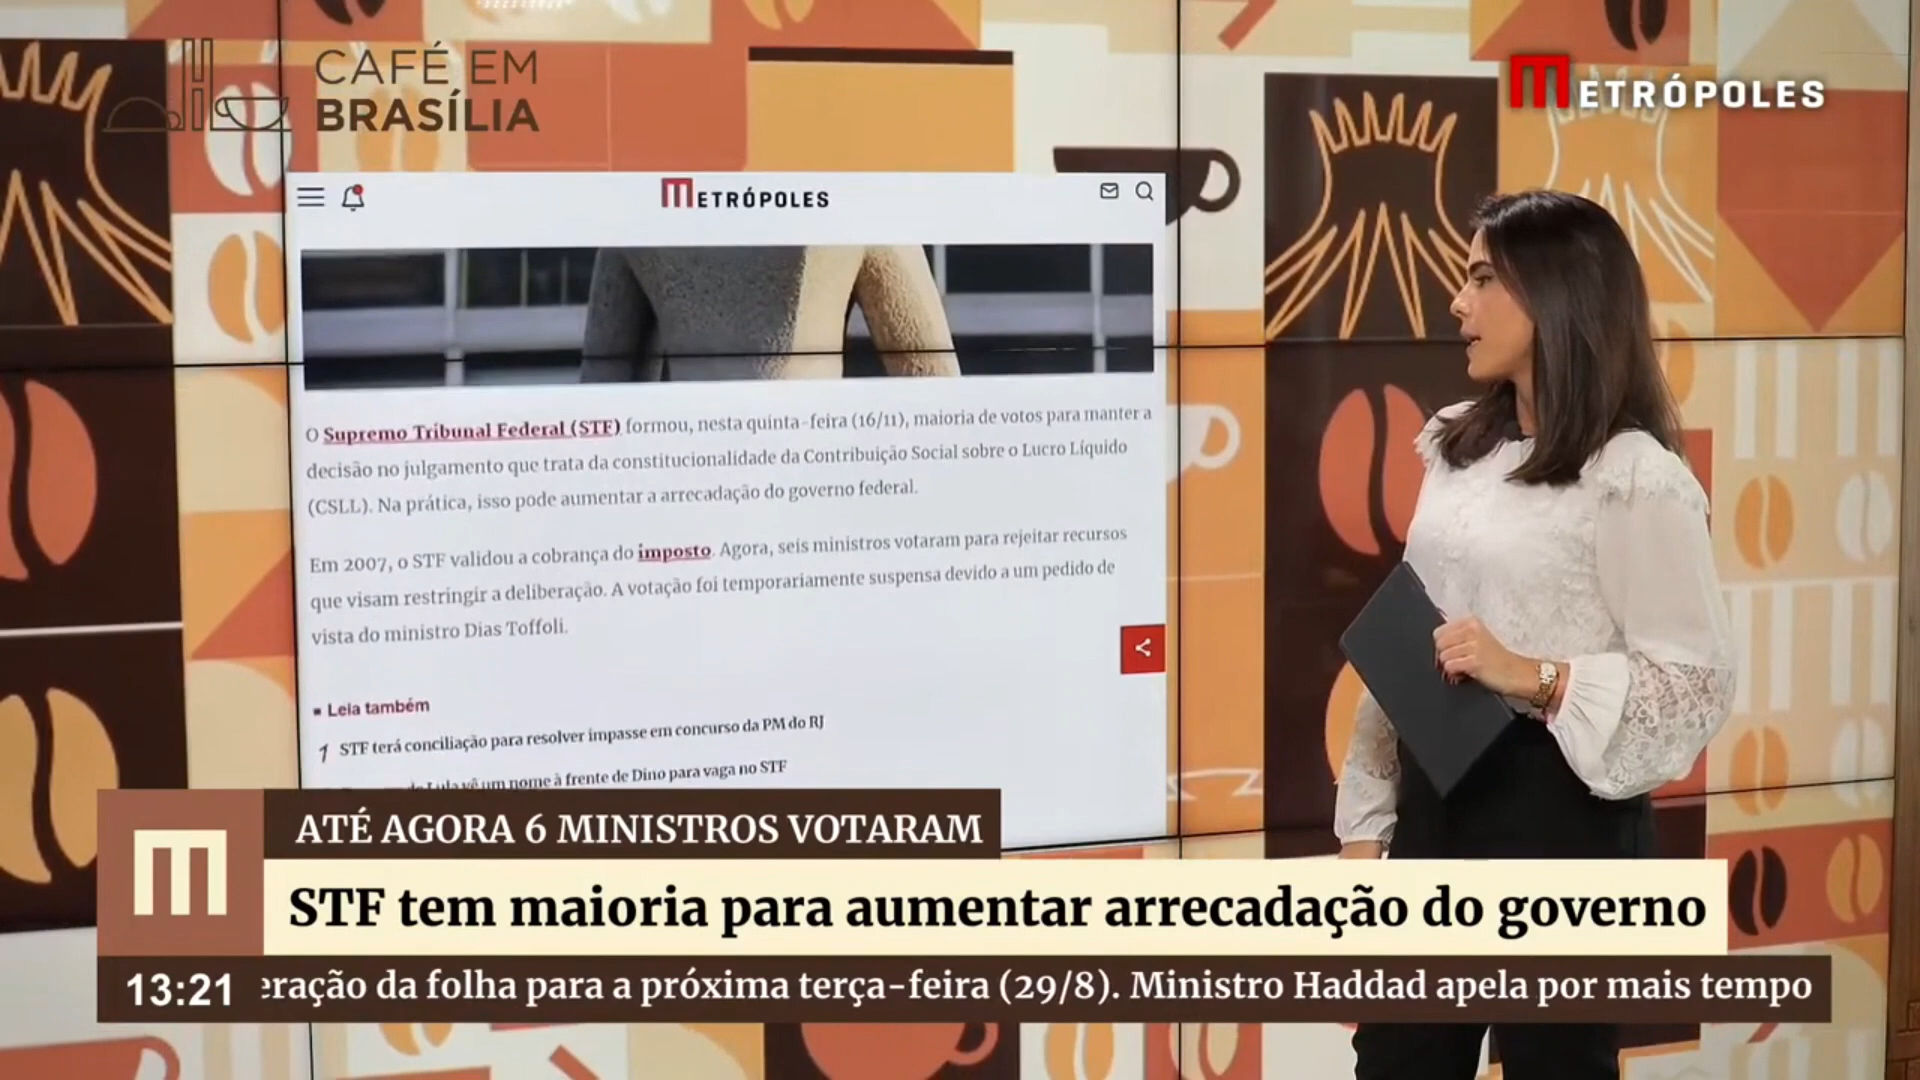 CAFÉ EM
BRASÍLIA
METRÓPOLES
METRÓPOLES
O Supremo Tribunal Federal (STF) formou, nesta quinta-feira (16/11), maioria de votos para manter a
decisão no julgamento que trata da constitucionalidade da Contribuição Social sobre o Lucro Líquido
(CSLL). Na prática, isso pode aumentar a arrecadação do governo federal.
Em 2007, o STF validou a cobrança do imposto. Agora, seis ministros votaram para rejeitar recursos
que visam restringir a deliberação. A votação foi temporariamente suspensa devido a um pedido de
vista do ministro Dias Toffoli.
Leia também
1 STF terá conciliação para resolver impasse em concurso da PM do RJ
Lula vê um nome à frente de Dino para vaga no STF
M
ATÉ AGORA 6 MINISTROS VOTARAM
STF tem maioria para aumentar arrecadação do governo
13:21 eração da folha para a próxima terça-feira (29/8). Ministro Haddad apela por mais tempo